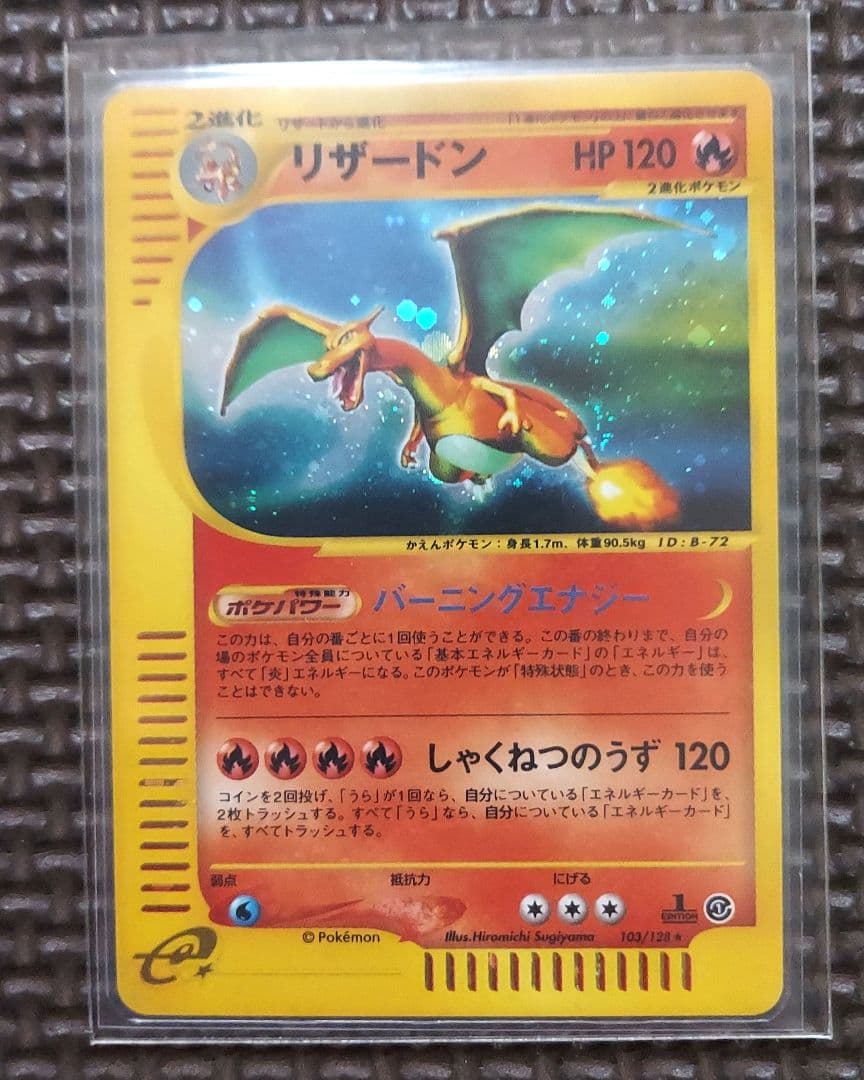 2進化 リザードから進化
リザードン HP 120
2進化ポケモン
かえんポケモン：身長1.7m、体重90.5kg ID：B-72
特殊能力
ポケパワー バーニングエナジー
この力は、自分の番ごとに1回使うことができる。この番の終わりまで、自分の
場のポケモン全員についている「基本エネルギーカード」の「エネルギー」は、
すべて「炎」エネルギーになる。このポケモンが「特殊状態」のとき、この力を使う
ことはできない。
しゃくねつのうず 120
コインを2回投げ、「うら」が1回なら、自分についている「エネルギーカード」を、
2枚トラッシュする。すべて「うら」なら、自分についている「エネルギーカード」
を、すべてトラッシュする。
弱点 抵抗力 にげる
1
EDITION
© Pokémon Illus.Hiromichi Sugiyama 103/128★
e